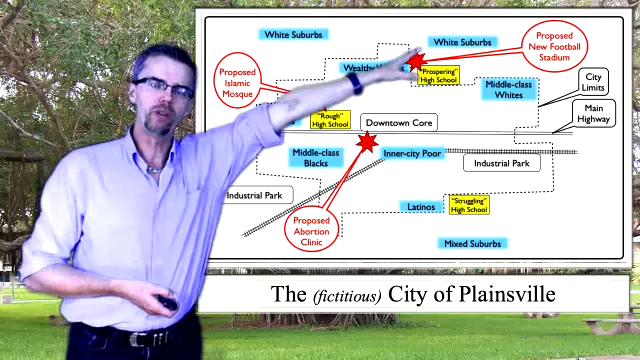 White Suburbs
White Suburbs
Proposed
New Football
Stadium
Proposed
Islamic
Mosque
Wealthy
"Prospering"
High School
Middle-class
Whites
City
Limits
Main
Highway
"Rough"
High School
Downtown Core
Middle-class
Blacks
Inner-city Poor
Industrial Park
Industrial Park
Proposed
Abortion
Clinic
Latinos
"Struggling"
High School
Mixed Suburbs
The (fictitious) City of Plainsville